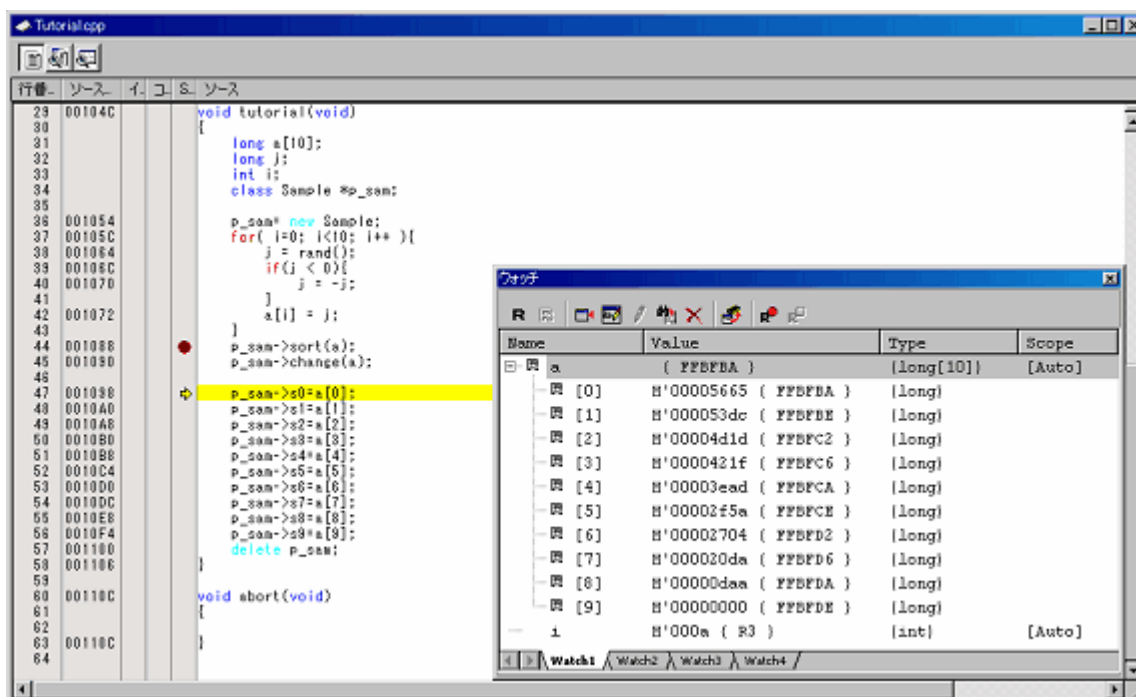 Tutorial.cpp
行番.. ソース.. イ.. コ.. S.. ソース
29 00104C void tutorial(void)
30 {
31 long a[10];
32 long j;
33 int i;
34 class Sample *p_sam;
35
36 001054 p_sam= new Sample;
37 00105C for( i=0; i<10; i++ ){
38 001064 j = rand();
39 00106C if(j < 0){
40 001070 j = -j;
41 }
42 001072 a[i] = j;
43 }
44 001088 p_sam->sort(a);
45 001090 p_sam->change(a);
46
47 001098 p_sam->s0=a[0];
48 0010A0 p_sam->s1=a[1];
49 0010A8 p_sam->s2=a[2];
50 0010B0 p_sam->s3=a[3];
51 0010B8 p_sam->s4=a[4];
52 0010C4 p_sam->s5=a[5];
53 0010D0 p_sam->s6=a[6];
54 0010DC p_sam->s7=a[7];
55 0010E8 p_sam->s8=a[8];
56 0010F4 p_sam->s9=a[9];
57 001100 delete p_sam;
58 001106 }
59
60 00110C void abort(void)
61 {
62
63 00110C }
64
ウォッチ
R
Name Value Type Scope
a ( FFBFBA ) (long[10]) [Auto]
[0] H'00005665 ( FFBFBA ) (long)
[1] H'000053dc ( FFBFBE ) (long)
[2] H'00004d1d ( FFBFC2 ) (long)
[3] H'0000421f ( FFBFC6 ) (long)
[4] H'00003ead ( FFBFCA ) (long)
[5] H'00002f5a ( FFBFCE ) (long)
[6] H'00002704 ( FFBFD2 ) (long)
[7] H'000020da ( FFBFD6 ) (long)
[8] H'00000daa ( FFBFDA ) (long)
[9] H'00000000 ( FFBFDE ) (long)
i H'000a ( R3 ) (int) [Auto]
Watch1 Watch2 Watch3 Watch4